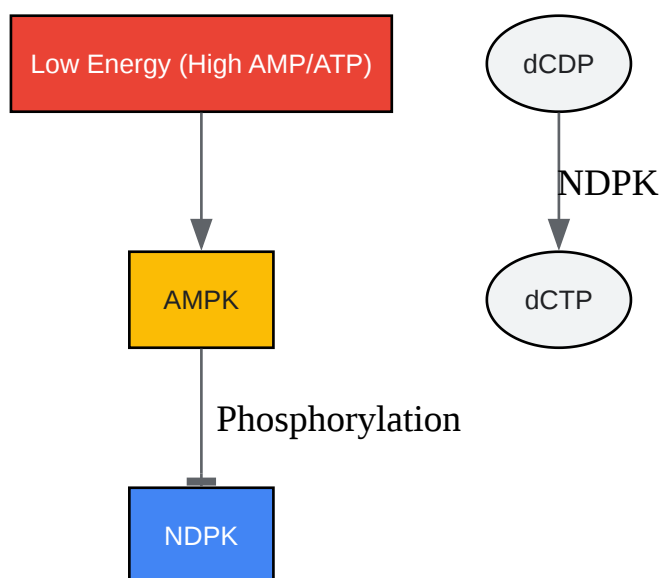 Low Energy (High AMP/ATP)
dCDP
NDPK
AMPK
dCTP
Phosphorylation
NDPK